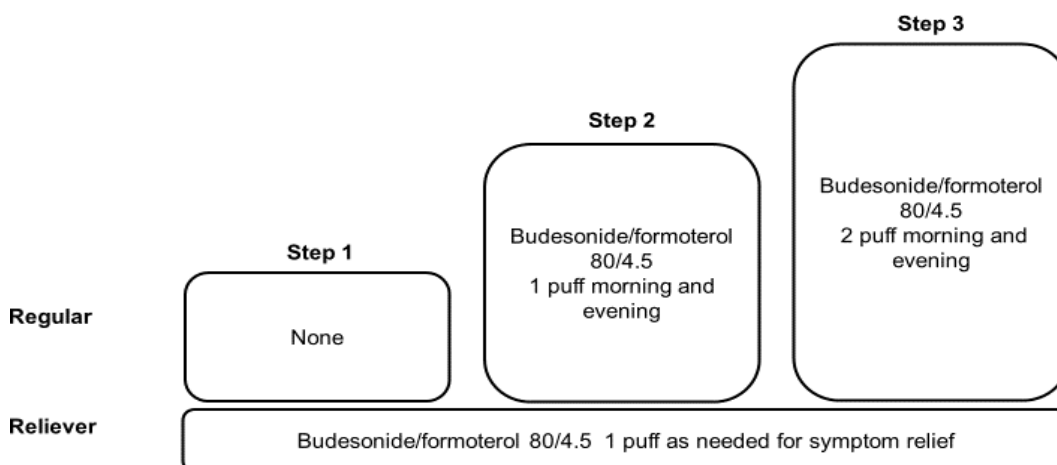 Step 3
Step 2
Budesonide/formoterol
80/4.5
2 puff morning and
evening
Budesonide/formoterol
80/4.5
1 puff morning and
evening
Step 1
Regular
None
Reliever
Budesonide/formoterol 80/4.5 1 puff as needed for symptom relief